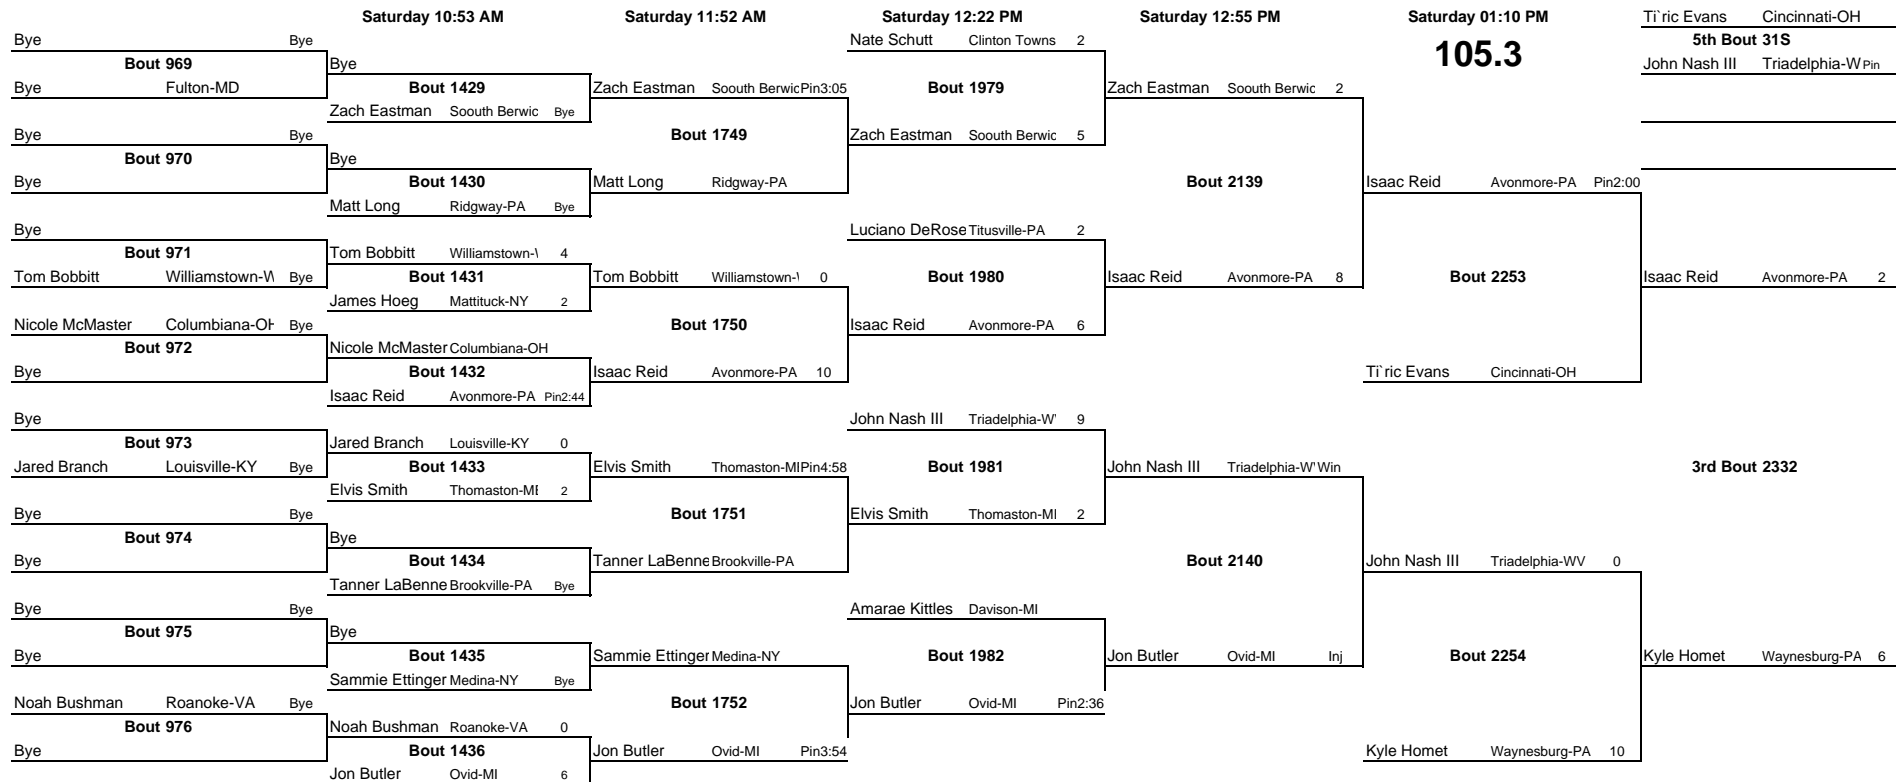 Saturday 10:53 AM Saturday 11:52 AM Saturday 12:22 PM Saturday 12:55 PM Saturday 01:10 PM Ti`ric Evans Cincinnati-OH
Bye Bye Nate Schutt Clinton Towns 2 105.3 5th Bout 31S
Bout 969 Bye John Nash III Triadelphia-W Pin
Bye Fulton-MD Bout 1429 Zach Eastman Soouth Berwic Pin3:05 Bout 1979 Zach Eastman Soouth Berwic 2
Zach Eastman Soouth Berwic Bye
Bye Bye Bout 1749 Zach Eastman Soouth Berwic 5
Bout 970 Bye
Bye Bout 1430 Matt Long Ridgway-PA Bout 2139 Isaac Reid Avonmore-PA Pin2:00
Matt Long Ridgway-PA Bye
Bye Luciano DeRose Titusville-PA 2
Bout 971 Tom Bobbitt Williamstown-\ 4
Tom Bobbitt Williamstown-W Bye Bout 1431 Tom Bobbitt Williamstown-\ 0 Bout 1980 Isaac Reid Avonmore-PA 8 Bout 2253 Isaac Reid Avonmore-PA 2
James Hoeg Mattituck-NY 2
Nicole McMaster Columbiana-OH Bye Bout 1750 Isaac Reid Avonmore-PA 6
Bout 972 Nicole McMaster Columbiana-OH
Bye Bout 1432 Isaac Reid Avonmore-PA 10 Ti`ric Evans Cincinnati-OH
Isaac Reid Avonmore-PA Pin2:44
Bye John Nash III Triadelphia-W' 9
Bout 973 Jared Branch Louisville-KY 0
Jared Branch Louisville-KY Bye Bout 1433 Elvis Smith Thomaston-MI Pin4:58 Bout 1981 John Nash III Triadelphia-W' Win 3rd Bout 2332
Elvis Smith Thomaston-ME 2
Bye Bye Bout 1751 Elvis Smith Thomaston-MI 2
Bout 974 Bye
Bye Bout 1434 Tanner LaBenne Brookville-PA Bout 2140 John Nash III Triadelphia-WV 0
Tanner LaBenne Brookville-PA Bye
Bye Bye Amarae Kittles Davison-MI
Bout 975 Bye
Bye Bout 1435 Sammie Ettinger Medina-NY Bout 1982 Jon Butler Ovid-MI Inj Bout 2254 Kyle Homet Waynesburg-PA 6
Sammie Ettinger Medina-NY Bye
Noah Bushman Roanoke-VA Bye Bout 1752 Jon Butler Ovid-MI Pin2:36
Bout 976 Noah Bushman Roanoke-VA 0
Bye Bout 1436 Jon Butler Ovid-MI Pin3:54 Kyle Homet Waynesburg-PA 10
Jon Butler Ovid-MI 6